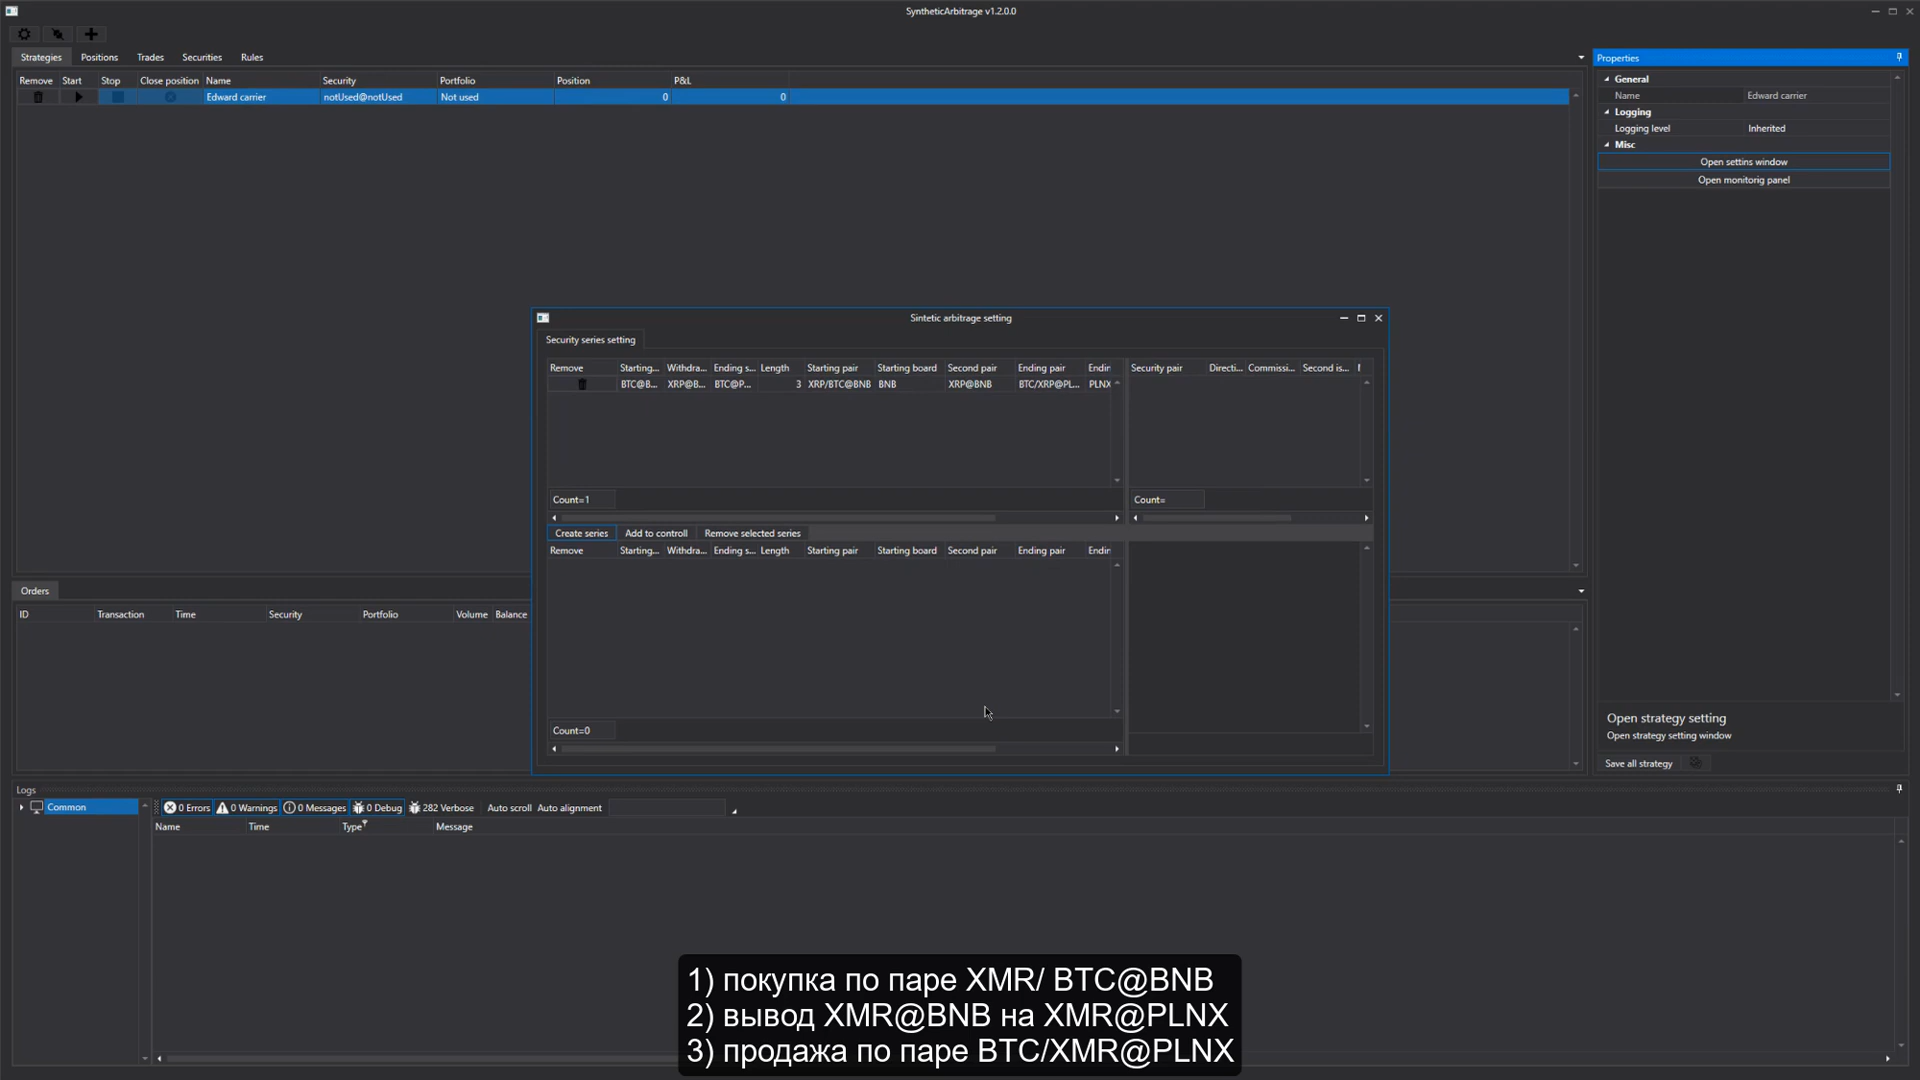 SyntheticArbitrage v1.2.0.0
Strategies Positions Trades Securities Rules
Remove Start Stop Close position Name Security Portfolio Position P&L
Edward carrier notUsed@notUsed Not used 0 0
Properties
General
Name Edward carrier
Logging
Logging level Inherited
Misc
Open settins window
Open monitorig panel
Sintetic arbitrage setting
Security series setting
Remove Starting... Withdra... Ending s... Length Starting pair Starting board Second pair Ending pair Endin
BTC@B... XRP@B... BTC@P... 3 XRP/BTC@BNB BNB XRP@BNB BTC/XRP@PL... PLNX
Security pair Directi... Commissi... Second is...
Count=1
Count=
Create series Add to controll Remove selected series
Remove Starting... Withdra... Ending s... Length Starting pair Starting board Second pair Ending pair Endin
Count=0
Orders
ID Transaction Time Security Portfolio Volume Balance
Open strategy setting
Open strategy setting window
Save all strategy
Logs
Common
0 Errors 0 Warnings 0 Messages 0 Debug 282 Verbose Auto scroll Auto alignment
Name Time Type Message
1) покупка по паре XMR/ BTC@BNB
2) вывод XMR@BNB на XMR@PLNX
3) продажа по паре BTC/XMR@PLNX